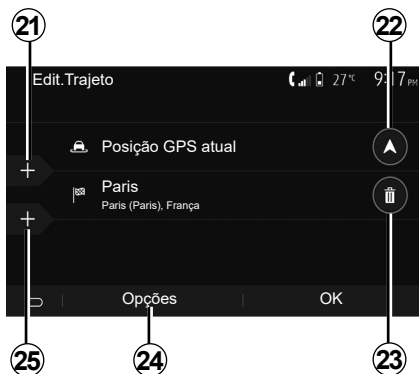 21
22
Edit.Trajeto 27°C 9:17 PM
Posição GPS atual
+
Paris
Paris (Paris), França
+
Opções OK
25
24
23